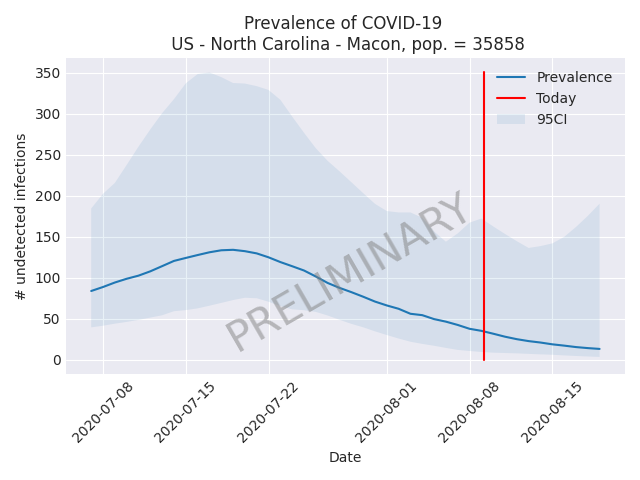 Prevalence of COVID-19
US - North Carolina - Macon, pop. = 35858
350
300
250
200
150
100
50
0
# undetected infections
Prevalence
Today
95CI
PRELIMINARY
2020-07-08
2020-07-15
2020-07-22
2020-08-01
2020-08-08
2020-08-15
Date